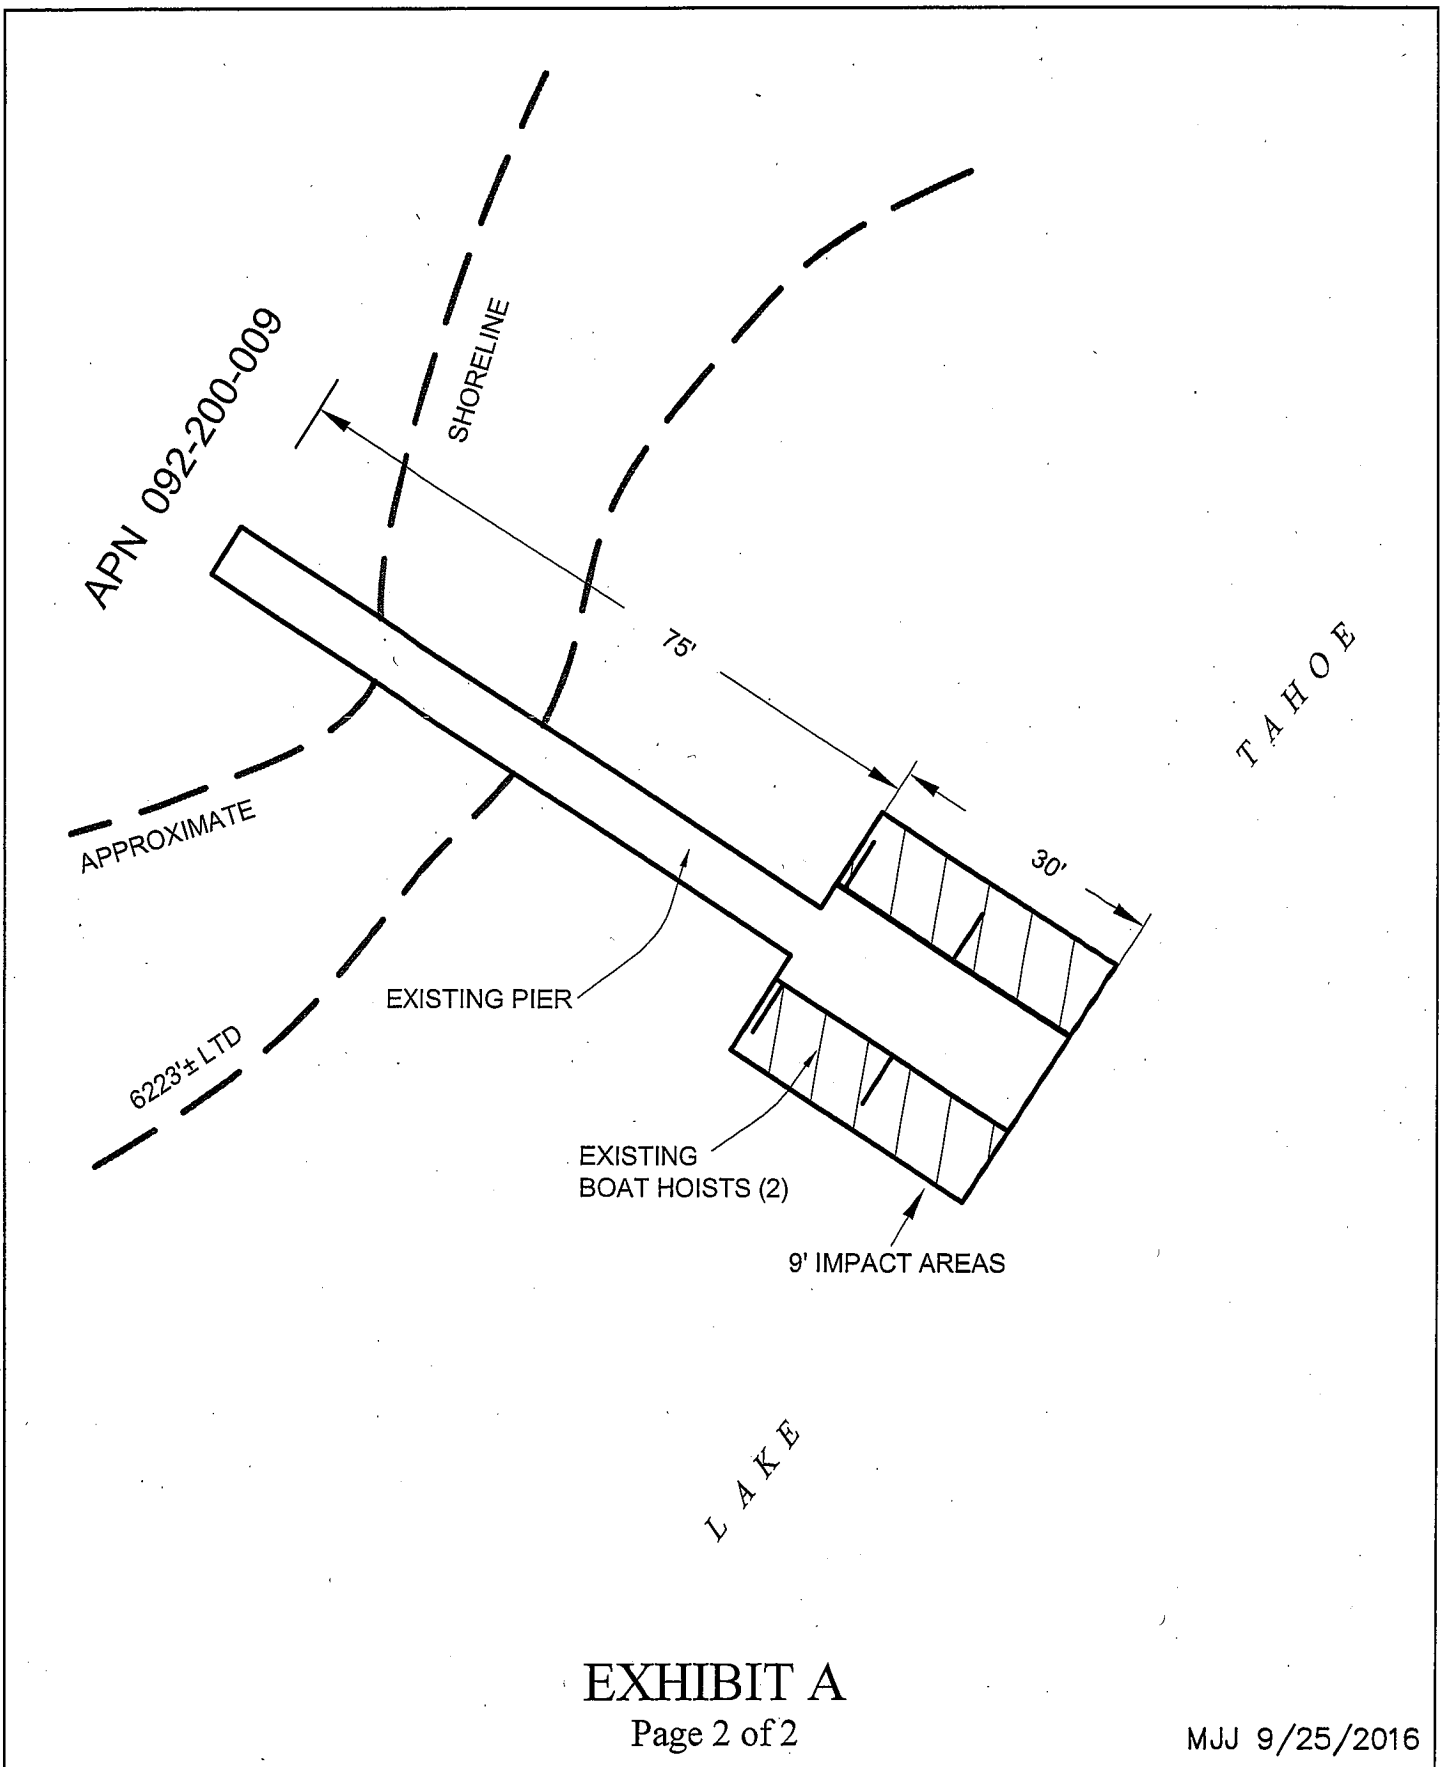 APN 092-200-009
SHORELINE
75'
TAHOE
APPROXIMATE
30'
EXISTING PIER
6223'± LTD
EXISTING
BOAT HOISTS (2)
9' IMPACT AREAS
LAKE
EXHIBIT A
Page 2 of 2
MJJ 9/25/2016